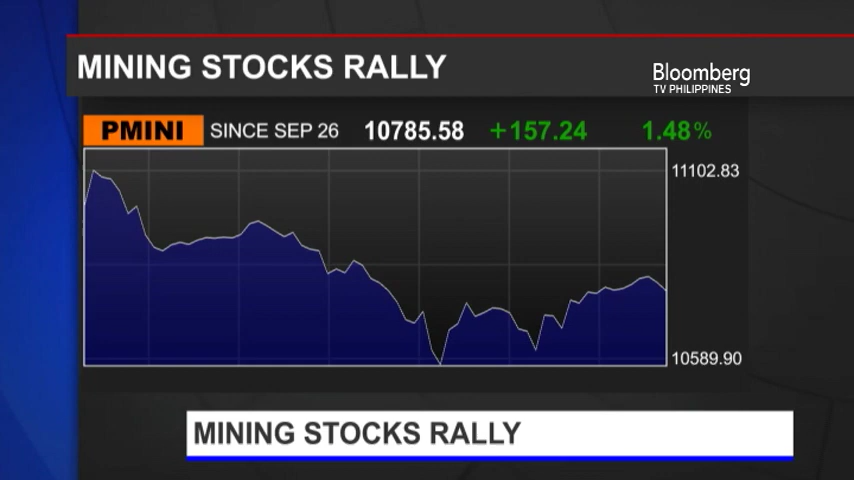 MINING STOCKS RALLY
Bloomberg
TV PHILIPPINES
PMINI SINCE SEP 26 10785.58 +157.24 1.48%
11102.83
10589.90
MINING STOCKS RALLY